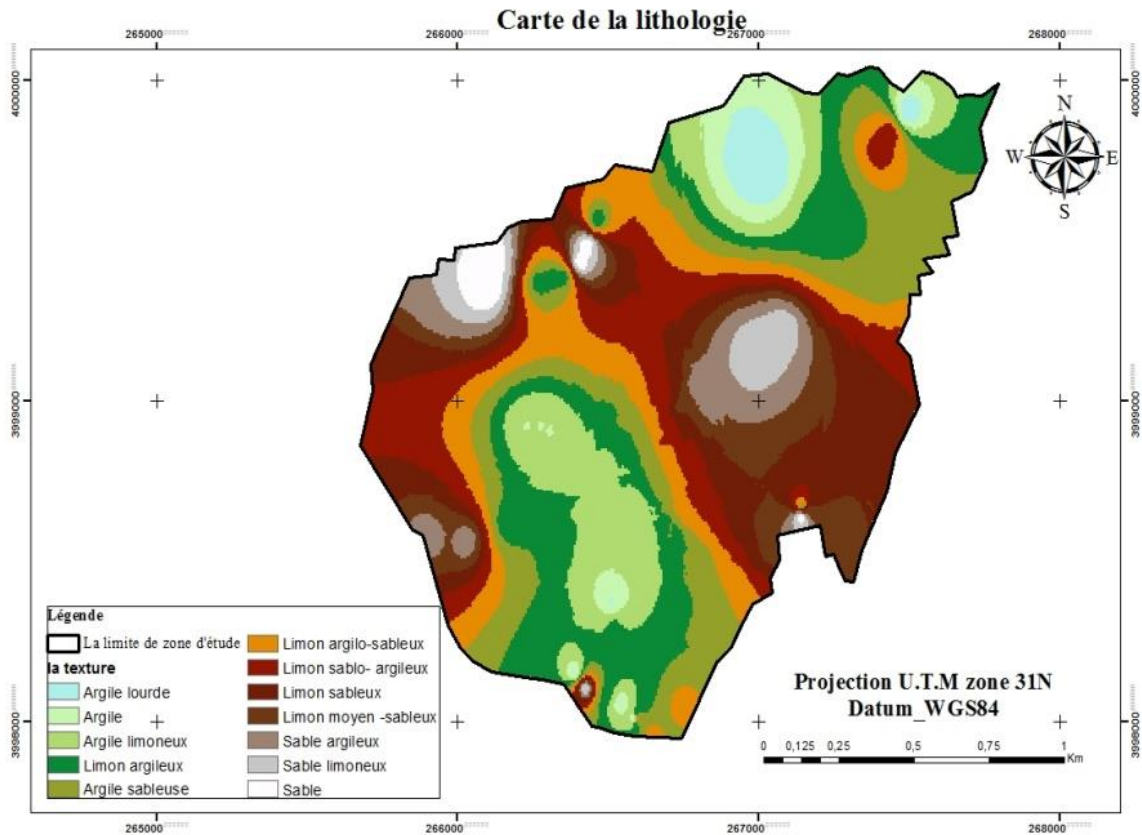 Carte de la lithologie
265000 266000 267000 268000
4000000 4000000
N
W E
S
3999000 3999000
3998000 3998000
Légende
La limite de zone d'étude
la texture
Argile lourde
Argile
Argile limoneux
Limon argileux
Argile sableuse
Limon argilo-sableux
Limon sablo- argileux
Limon sableux
Limon moyen -sableux
Sable argileux
Sable limoneux
Sable
Projection U.T.M zone 31N
Datum_WGS84
0 0,125 0,25 0,5 0,75 1
Km
265000 266000 267000 268000